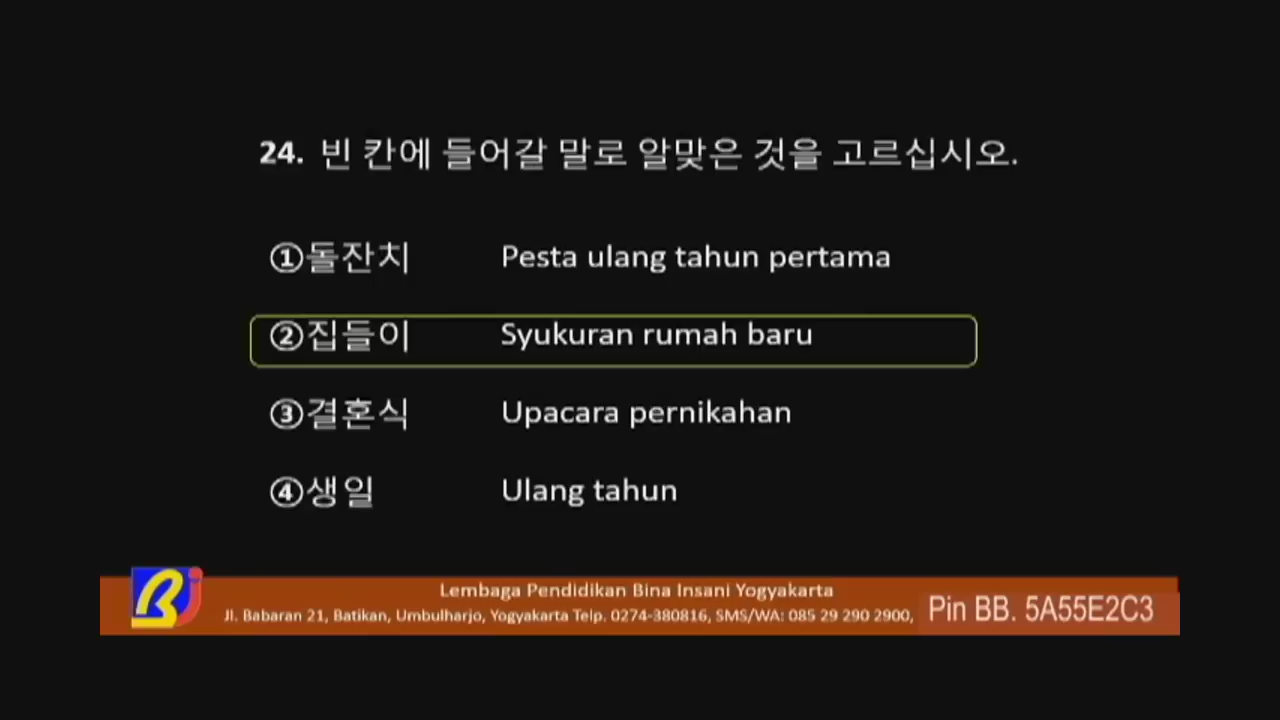 24. 빈 칸에 들어갈 말로 알맞은 것을 고르십시오.
①돌잔치 Pesta ulang tahun pertama
②집들이 Syukuran rumah baru
③결혼식 Upacara pernikahan
④생일 Ulang tahun
Lembaga Pendidikan Bina Insani Yogyakarta
Jl. Babaran 21, Batikan, Umbulharjo, Yogyakarta Telp. 0274-380816, SMS/WA: 085 29 290 2900, Pin BB. 5A55E2C3